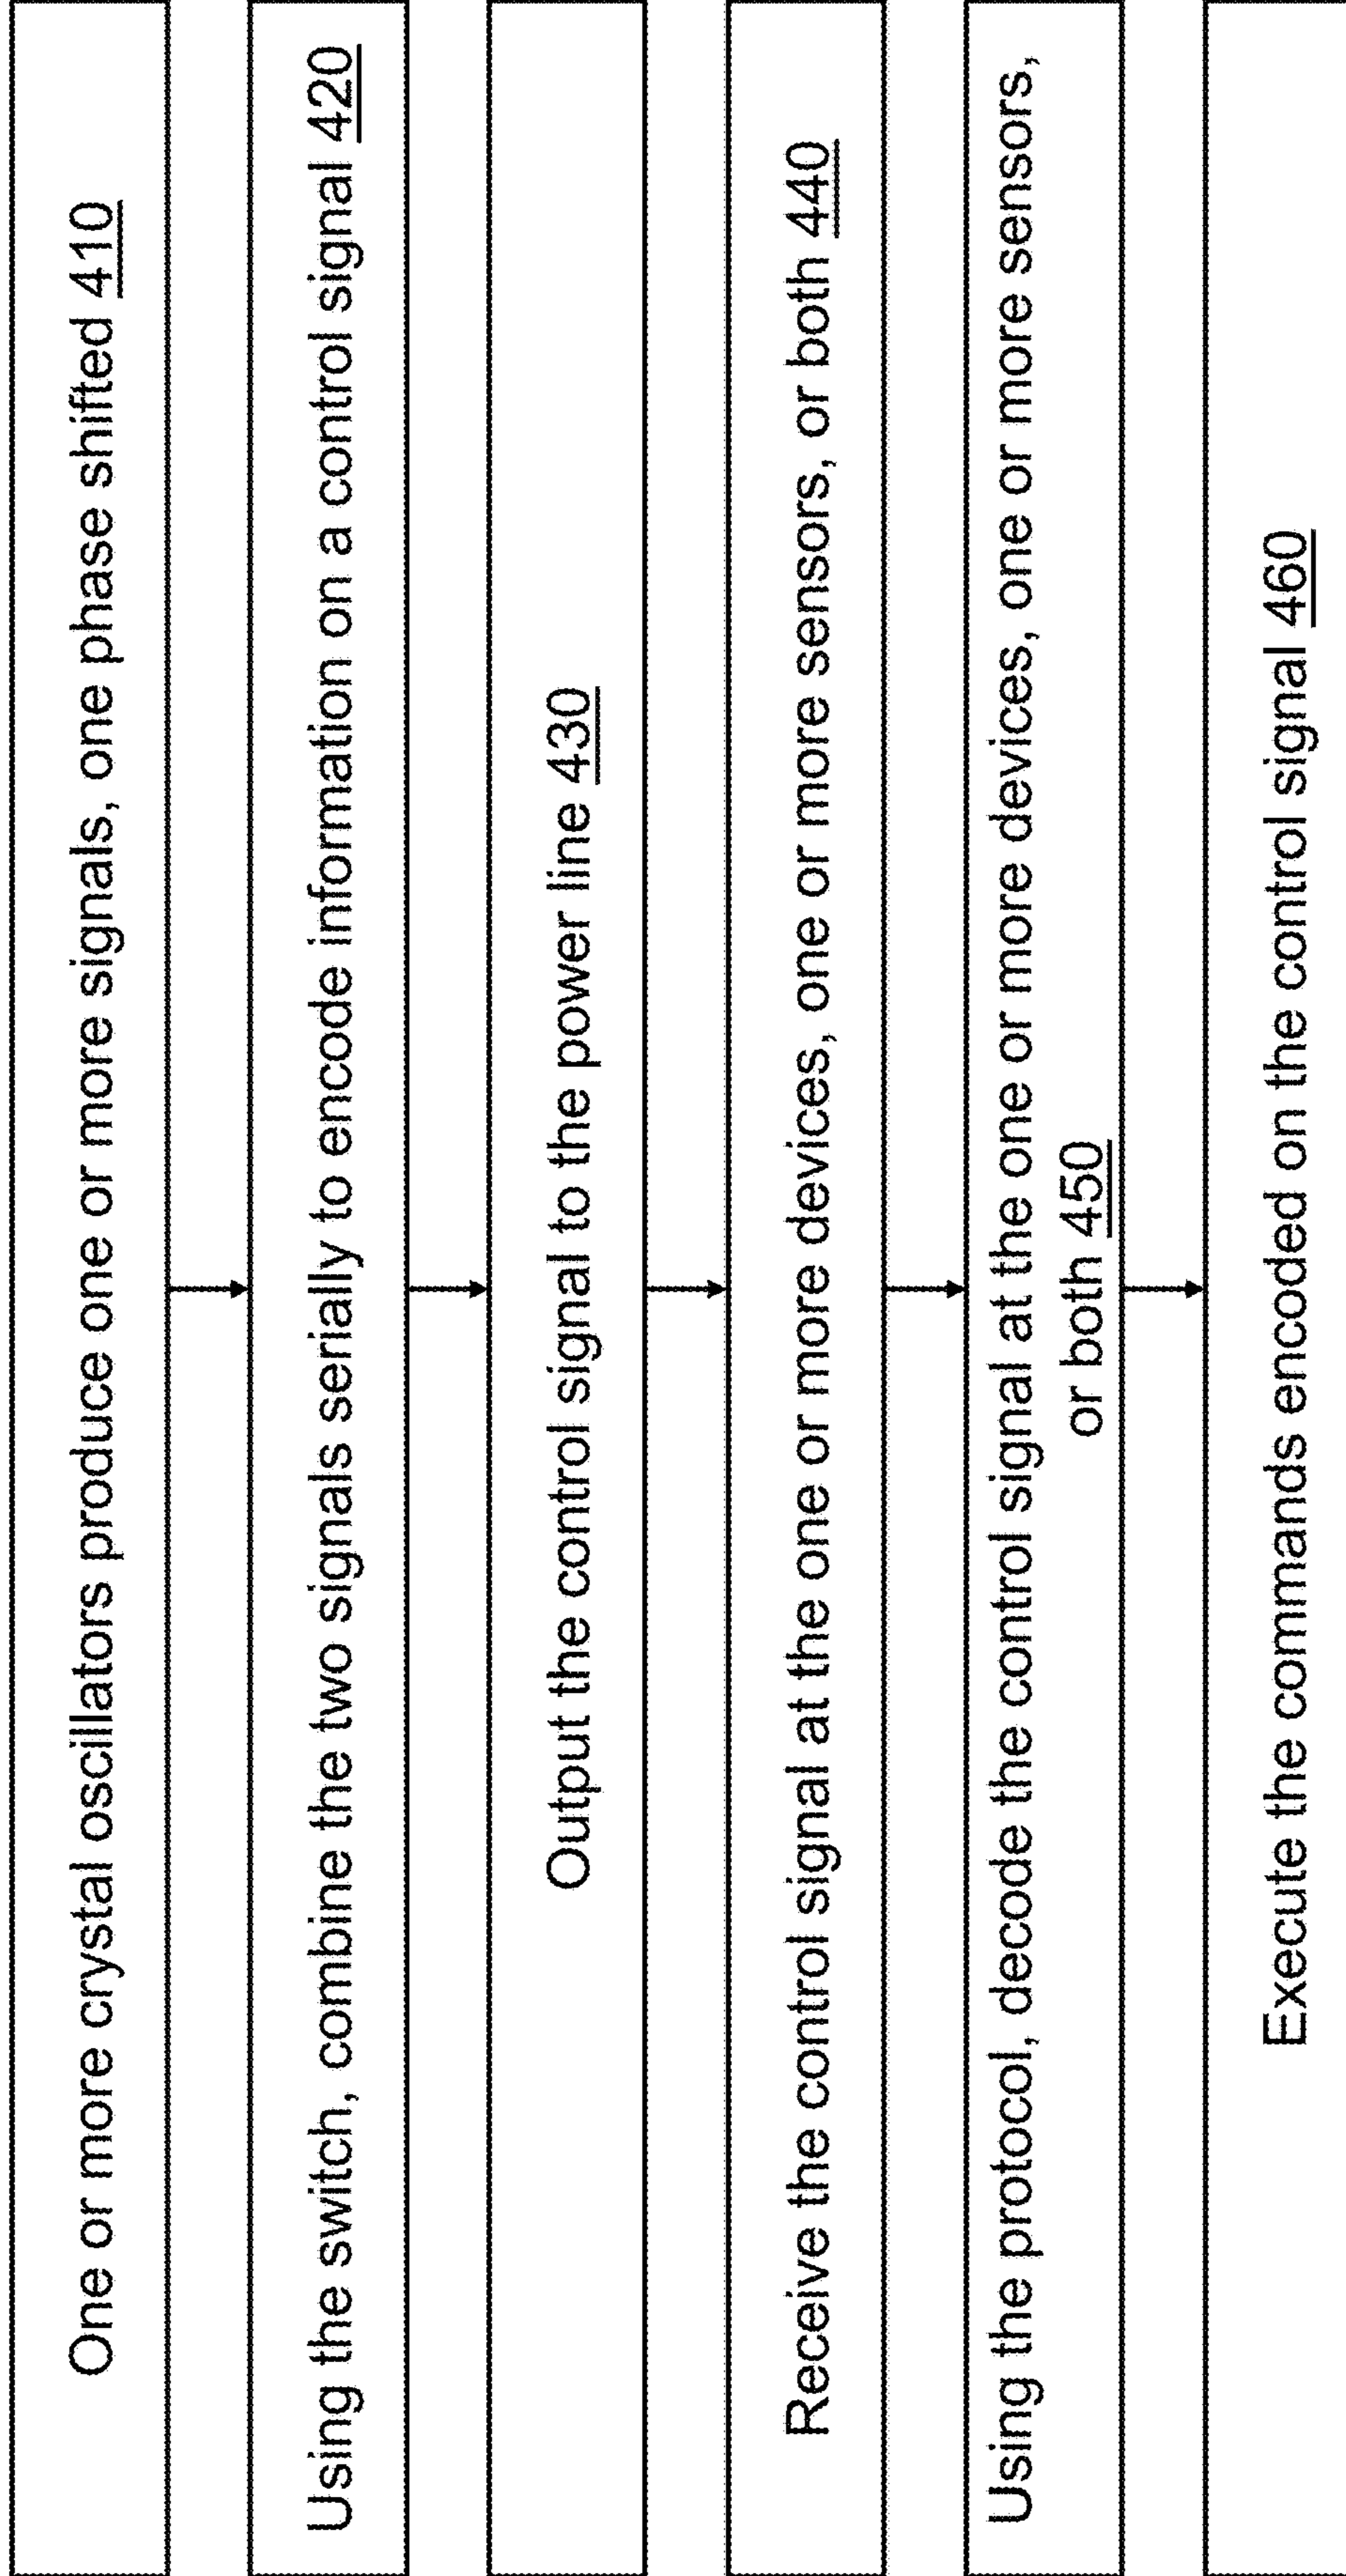 One or more crystal oscillators produce one or more signals, one phase shifted 410
Using the switch, combine the two signals serially to encode information on a control signal 420
Output the control signal to the power line 430
Receive the control signal at the one or more devices, one or more sensors, or both 440
Using the protocol, decode the control signal at the one or more devices, one or more sensors,
or both 450
Execute the commands encoded on the control signal 460